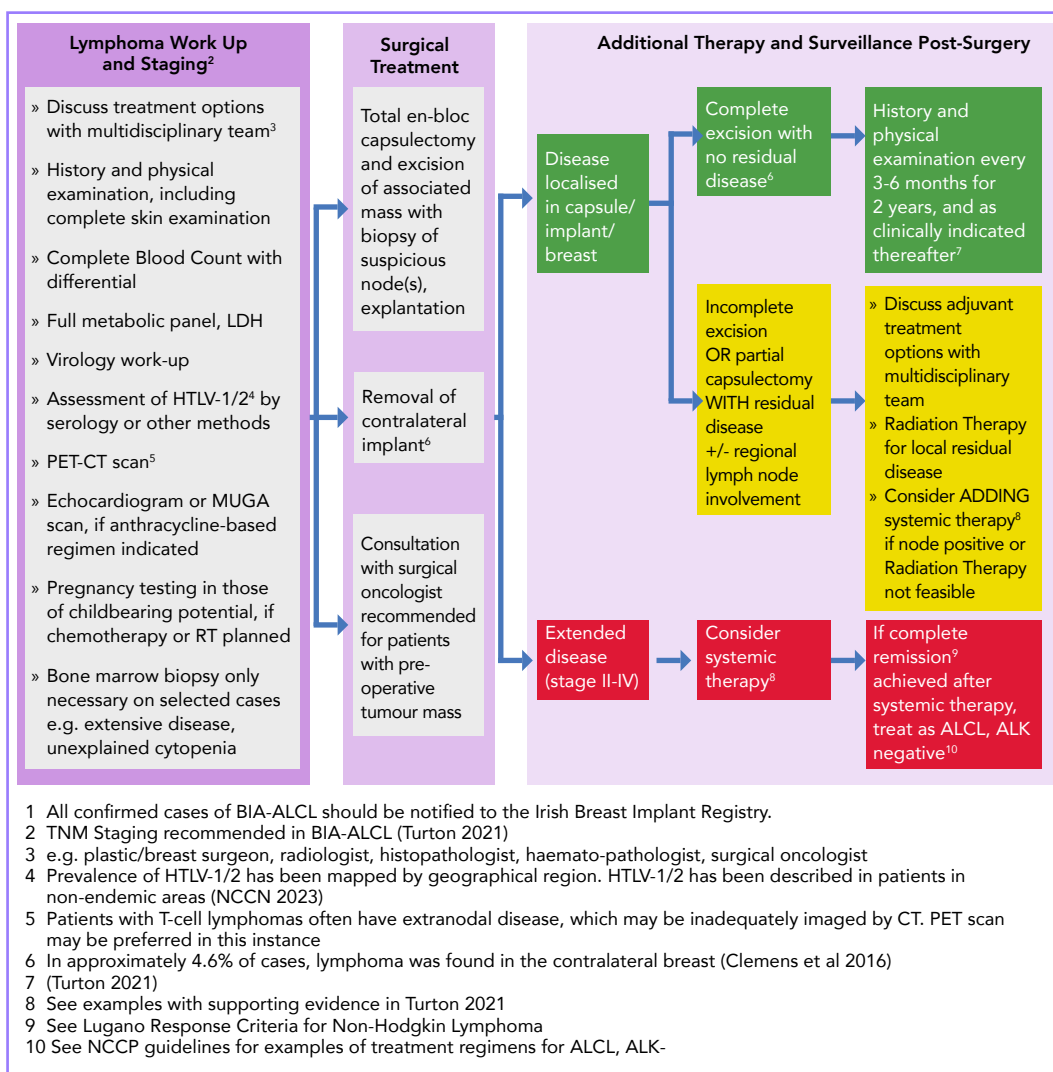 Lymphoma Work Up
and Staging2
» Discuss treatment options
with multidisciplinary team3
» History and physical
examination, including
complete skin examination
» Complete Blood Count with
differential
» Full metabolic panel, LDH
» Virology work-up
» Assessment of HTLV-1/24 by
serology or other methods
» PET-CT scan5
» Echocardiogram or MUGA
scan, if anthracycline-based
regimen indicated
» Pregnancy testing in those
of childbearing potential, if
chemotherapy or RT planned
» Bone marrow biopsy only
necessary on selected cases
e.g. extensive disease,
unexplained cytopenia
Surgical
Treatment
Total en-bloc
capsulectomy
and excision
of associated
mass with
biopsy of
suspicious
node(s),
explantation
Removal of
contralateral
implant6
Consultation
with surgical
oncologist
recommended
for patients
with pre-
operative
tumour mass
Additional Therapy and Surveillance Post-Surgery
Disease
localised
in capsule/
implant/
breast
Complete
excision with
no residual
disease6
History and
physical
examination every
3-6 months for
2 years, and as
clinically indicated
thereafter7
Incomplete
excision
OR partial
capsulectomy
WITH residual
disease
+/- regional
lymph node
involvement
» Discuss adjuvant
treatment
options with
multidisciplinary
team
» Radiation Therapy
for local residual
disease
» Consider ADDING
systemic therapy8
if node positive or
Radiation Therapy
not feasible
Extended
disease
(stage II-IV)
Consider
systemic
therapy8
If complete
remission9
achieved after
systemic therapy,
treat as ALCL, ALK
negative10
1 All confirmed cases of BIA-ALCL should be notified to the Irish Breast Implant Registry.
2 TNM Staging recommended in BIA-ALCL (Turton 2021)
3 e.g. plastic/breast surgeon, radiologist, histopathologist, haemato-pathologist, surgical oncologist
4 Prevalence of HTLV-1/2 has been mapped by geographical region. HTLV-1/2 has been described in patients in
non-endemic areas (NCCN 2023)
5 Patients with T-cell lymphomas often have extranodal disease, which may be inadequately imaged by CT. PET scan
may be preferred in this instance
6 In approximately 4.6% of cases, lymphoma was found in the contralateral breast (Clemens et al 2016)
7 (Turton 2021)
8 See examples with supporting evidence in Turton 2021
9 See Lugano Response Criteria for Non-Hodgkin Lymphoma
10 See NCCP guidelines for examples of treatment regimens for ALCL, ALK-